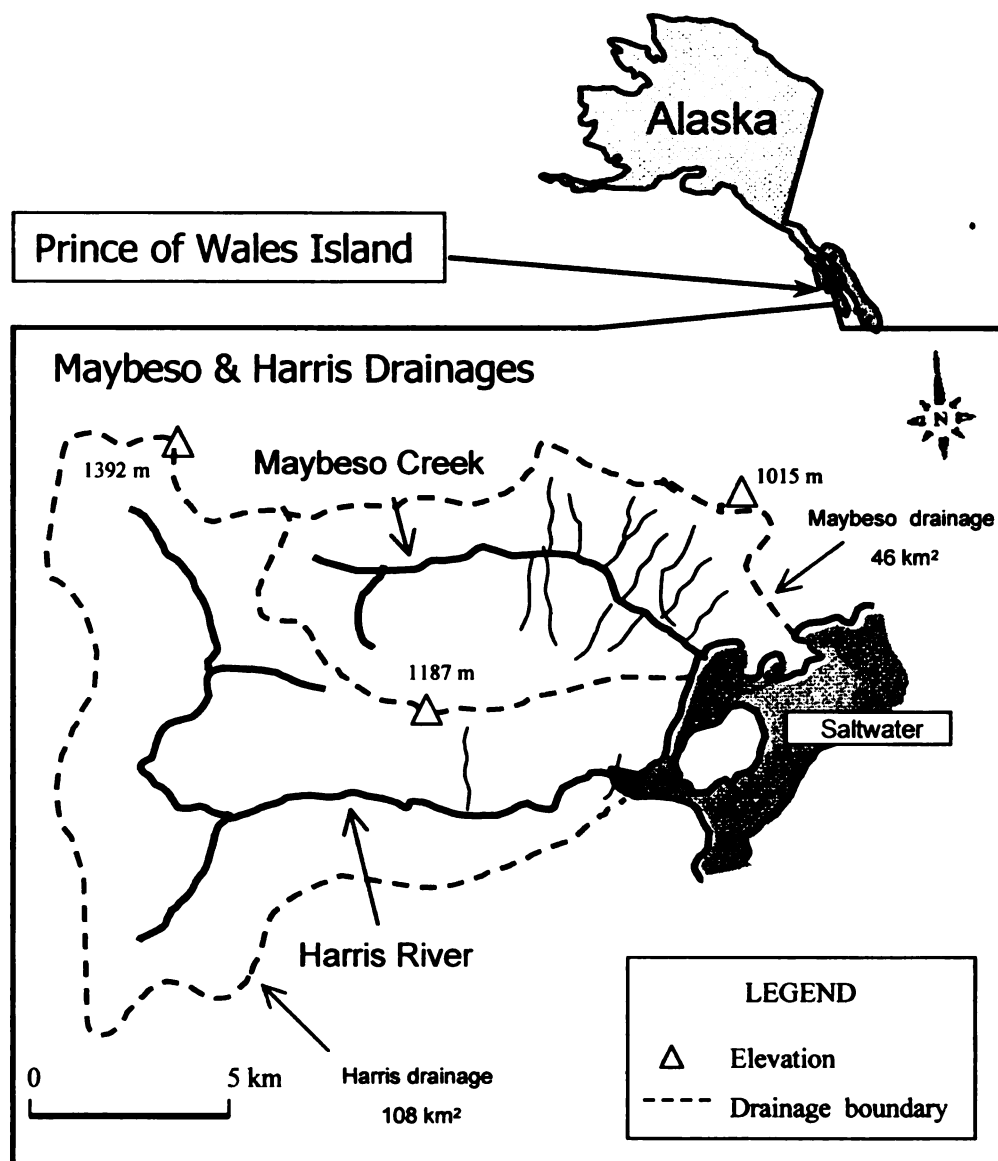 Alaska
Prince of Wales Island
Maybeso & Harris Drainages
N
1392 m
Maybeso Creek
1015 m
Maybeso drainage
46 km²
1187 m
Saltwater
Harris River
LEGEND
Elevation
Drainage boundary
0 5 km
Harris drainage
108 km²